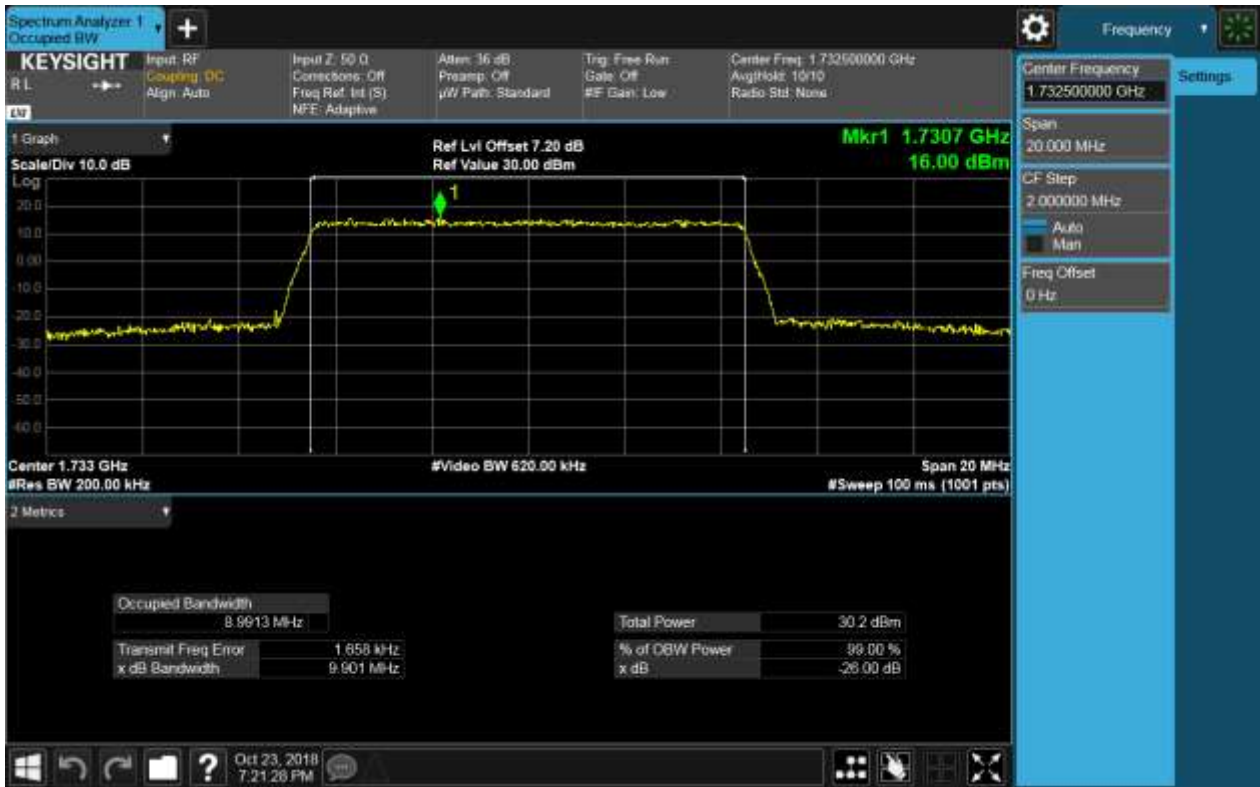 Spectrum Analyzer 1
Occupied BW
Frequency
KEYSIGHT
R L
Input: RF
Coupling: DC
Align: Auto
Input Z: 50 Ω
Corrections: Off
Freq Ref: Int (S)
NFE: Adaptive
Atten: 36 dB
Preamp: Off
µW Path: Standard
Trig: Free Run
Gate: Off
#IF Gain: Low
Center Freq: 1.732500000 GHz
Avg|Hold: 10/10
Radio Std: None
Center Frequency
1.732500000 GHz
Settings
Span
20.000 MHz
CF Step
2.000000 MHz
Auto
Man
Freq Offset
0 Hz
1 Graph
Scale/Div 10.0 dB
Ref Lvl Offset 7.20 dB
Ref Value 30.00 dBm
Mkr1 1.7307 GHz
16.00 dBm
Log
1
20.0
10.0
0.00
-10.0
-20.0
-30.0
-40.0
-50.0
-60.0
Center 1.733 GHz
#Video BW 620.00 kHz
Span 20 MHz
#Res BW 200.00 kHz
#Sweep 100 ms (1001 pts)
2 Metrics
Occupied Bandwidth
8.9913 MHz
Total Power 30.2 dBm
Transmit Freq Error 1.658 kHz
% of OBW Power 99.00 %
x dB Bandwidth 9.901 MHz
x dB -26.00 dB
Oct 23, 2018
7:21:28 PM